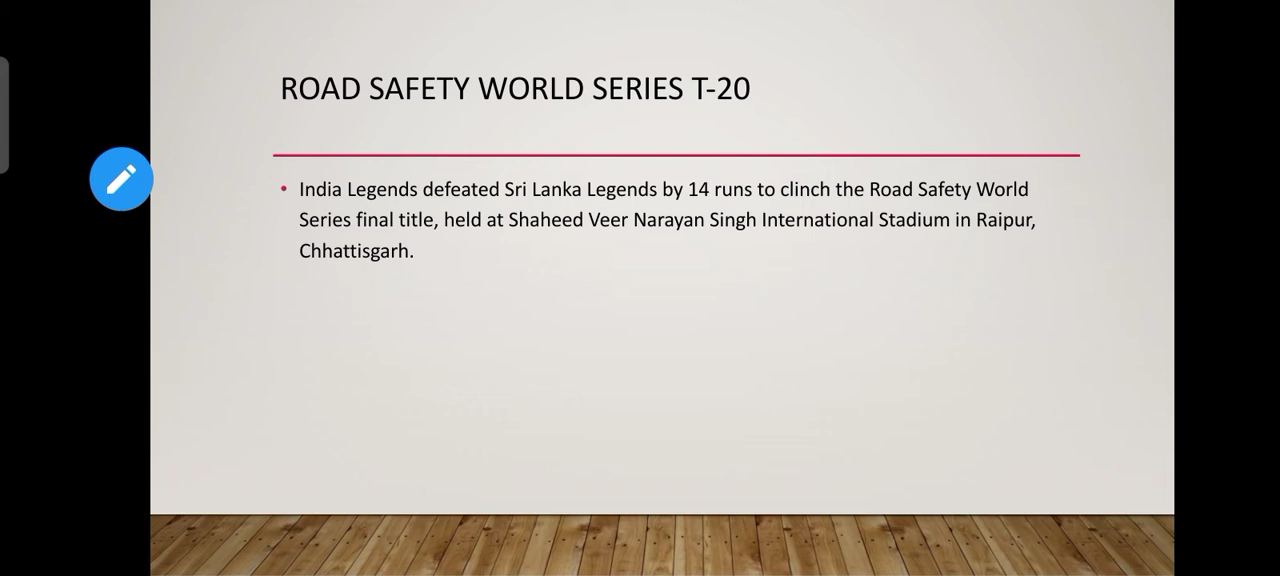 ROAD SAFETY WORLD SERIES T-20
• India Legends defeated Sri Lanka Legends by 14 runs to clinch the Road Safety World
Series final title, held at Shaheed Veer Narayan Singh International Stadium in Raipur,
Chhattisgarh.